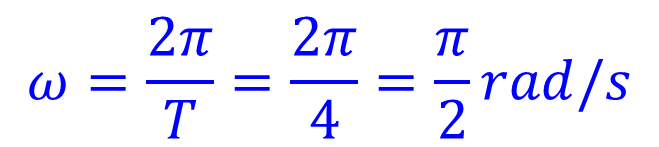 ω = 2π/T = 2π/4 = π/2 rad/s